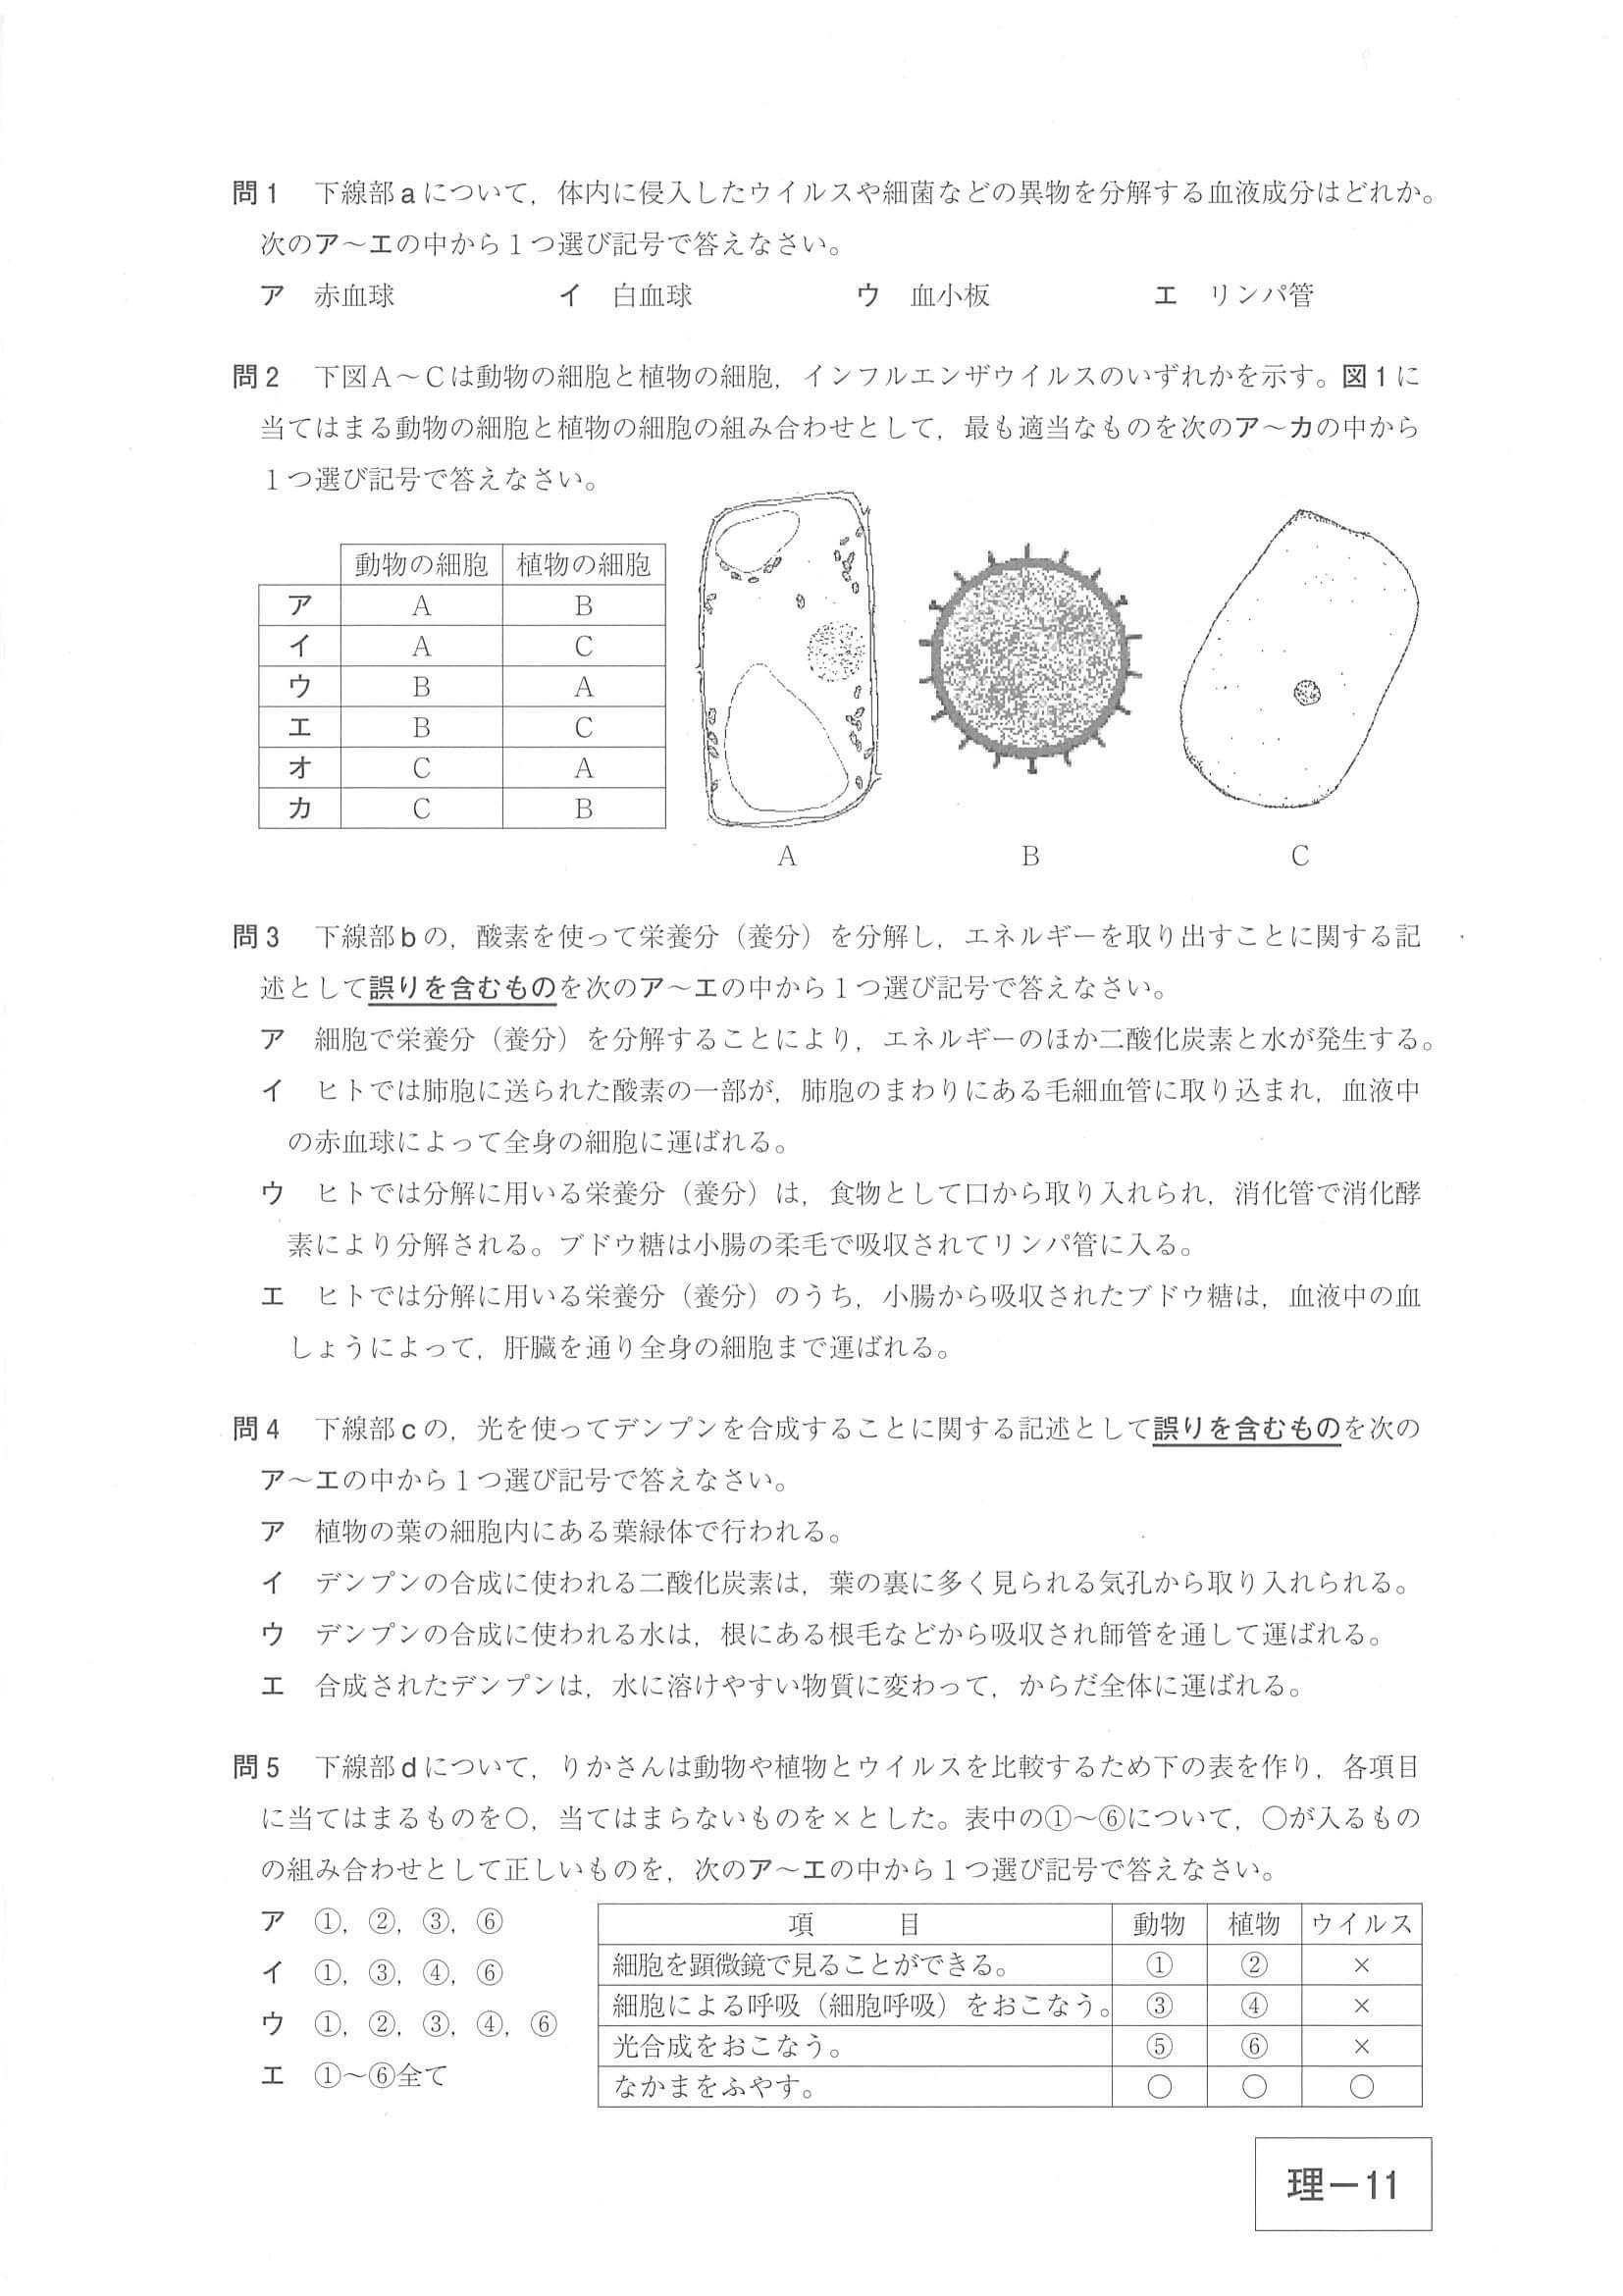 問1　下線部aについて，体内に侵入したウイルスや細菌などの異物を分解する血液成分はどれか。
次のア～エの中から1つ選び記号で答えなさい。
ア　赤血球　イ　白血球　ウ　血小板　エ　リンパ管
問2　下図A～Cは動物の細胞と植物の細胞，インフルエンザウイルスのいずれかを示す。図1に
当てはまる動物の細胞と植物の細胞の組み合わせとして，最も適当なものを次のア～カの中から
1つ選び記号で答えなさい。
動物の細胞　植物の細胞
ア　A　B
イ　A　C
ウ　B　A
エ　B　C
オ　C　A
カ　C　B
A　B　C
問3　下線部bの，酸素を使って栄養分（養分）を分解し，エネルギーを取り出すことに関する記
述として誤りを含むものを次のア～エの中から1つ選び記号で答えなさい。
ア　細胞で栄養分（養分）を分解することにより，エネルギーのほか二酸化炭素と水が発生する。
イ　ヒトでは肺胞に送られた酸素の一部が，肺胞のまわりにある毛細血管に取り込まれ，血液中
の赤血球によって全身の細胞に運ばれる。
ウ　ヒトでは分解に用いる栄養分（養分）は，食物として口から取り入れられ，消化管で消化酵
素により分解される。ブドウ糖は小腸の柔毛で吸収されてリンパ管に入る。
エ　ヒトでは分解に用いる栄養分（養分）のうち，小腸から吸収されたブドウ糖は，血液中の血
しょうによって，肝臓を通り全身の細胞まで運ばれる。
問4　下線部cの，光を使ってデンプンを合成することに関する記述として誤りを含むものを次の
ア～エの中から1つ選び記号で答えなさい。
ア　植物の葉の細胞内にある葉緑体で行われる。
イ　デンプンの合成に使われる二酸化炭素は，葉の裏に多く見られる気孔から取り入れられる。
ウ　デンプンの合成に使われる水は，根にある根毛などから吸収され師管を通して運ばれる。
エ　合成されたデンプンは，水に溶けやすい物質に変わって，からだ全体に運ばれる。
問5　下線部dについて，りかさんは動物や植物とウイルスを比較するため下の表を作り，各項目
に当てはまるものを○，当てはまらないものを×とした。表中の①～⑥について，○が入るもの
の組み合わせとして正しいものを，次のア～エの中から1つ選び記号で答えなさい。
ア　①，②，③，⑥
イ　①，③，④，⑥
ウ　①，②，③，④，⑥
エ　①～⑥全て
項　目　動物　植物　ウイルス
細胞を顕微鏡で見ることができる。　①　②　×
細胞による呼吸（細胞呼吸）をおこなう。　③　④　×
光合成をおこなう。　⑤　⑥　×
なかまをふやす。　○　○　○
理－11